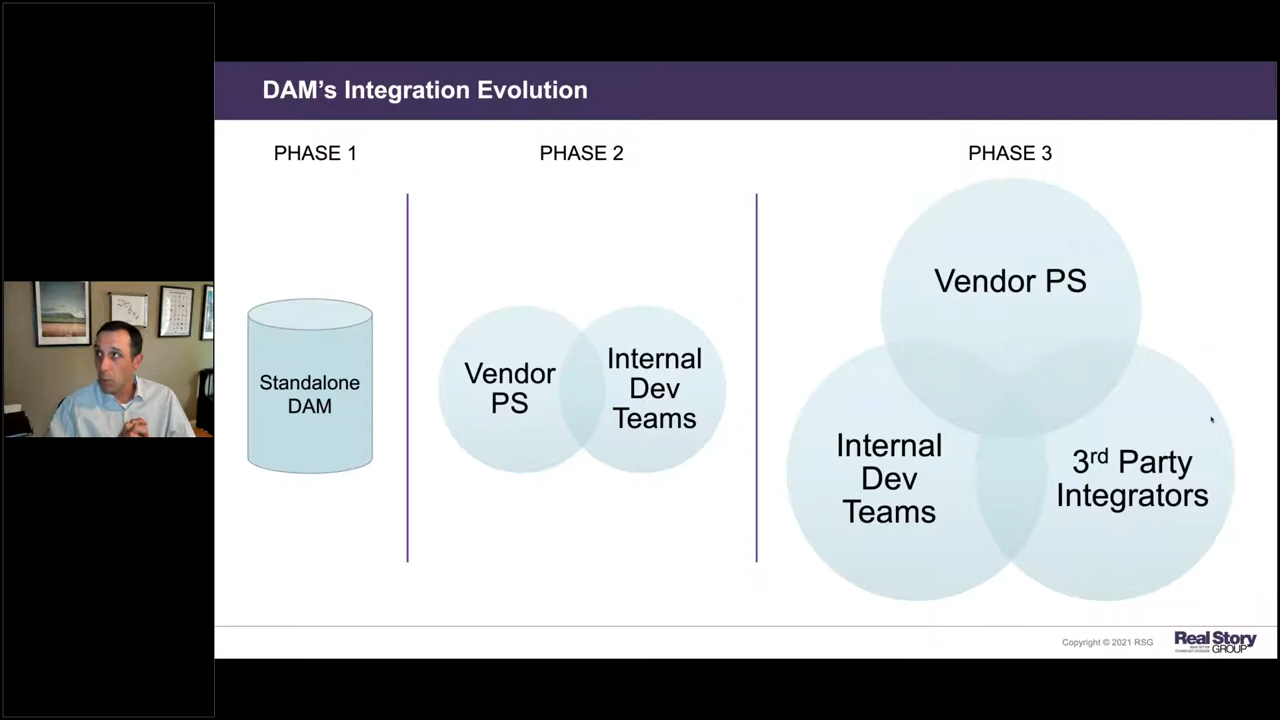 DAM's Integration Evolution
PHASE 1
PHASE 2
PHASE 3
Standalone
DAM
Vendor
PS
Internal
Dev
Teams
Vendor PS
Internal
Dev
Teams
3rd Party
Integrators
Copyright © 2021 RSG
Real Story
GROUP